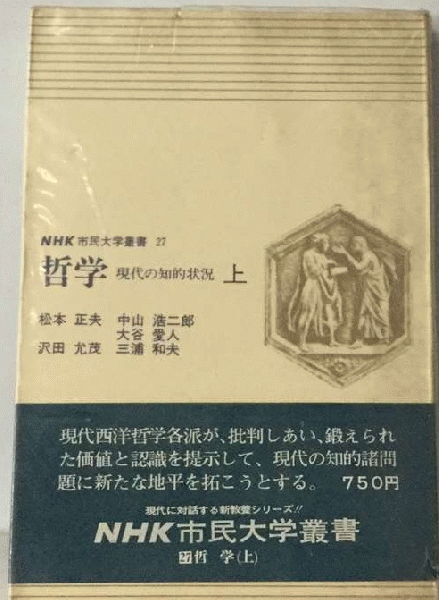 NHK市民大学叢書 27
哲学 現代の知的状況 上
松本 正夫 中山 浩二郎
大谷 愛人
沢田 允茂 三浦 和夫
現代西洋哲学各派が、批判しあい、鍛えられ
た価値と認識を提示して、現代の知的諸問
題に新たな地平を拓こうとする。 750円
現代に対話する新教養シリーズ!!
NHK市民大学叢書
27哲 学(上)